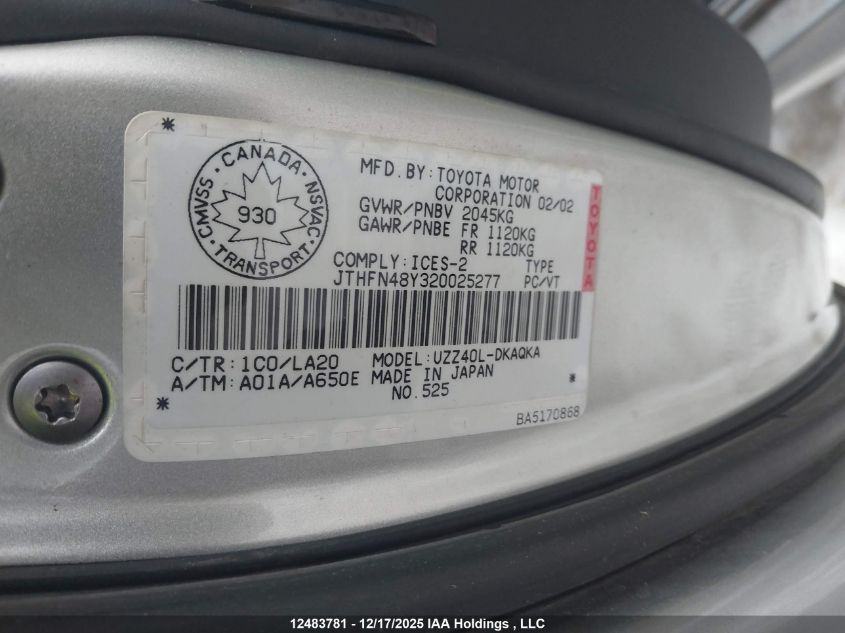 *
CMVSS CANADA NSVAC
930
TRANSPORT
MFD.BY:TOYOTA MOTOR
CORPORATION 02/02
GVWR/PNBV 2045KG
GAWR/PNBE FR 1120KG
RR 1120KG
COMPLY:ICES-2 TYPE
JTHFN48Y320025277 PC/VT
TOYOTA
C/TR:1C0/LA20 MODEL:UZZ40L-DKAQKA
A/TM:A01A/A650E MADE IN JAPAN
* NO.525 *
BA5170868
12483781 - 12/17/2025 IAA Holdings , LLC